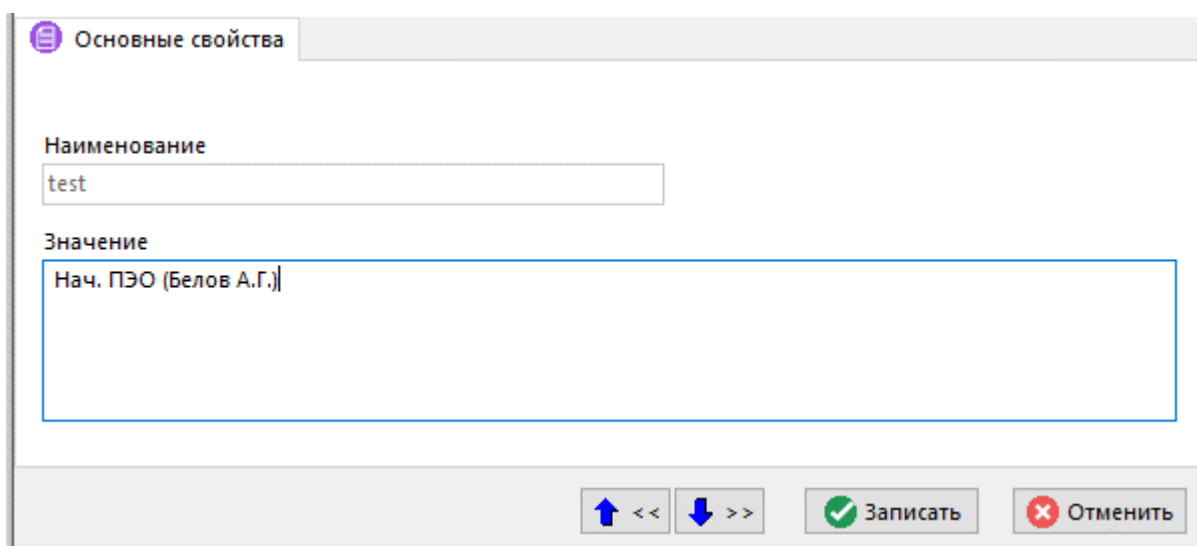 Основные свойства
Наименование
test
Значение
Нач. ПЭО (Белов А.Г.)
<< >> Записать Отменить